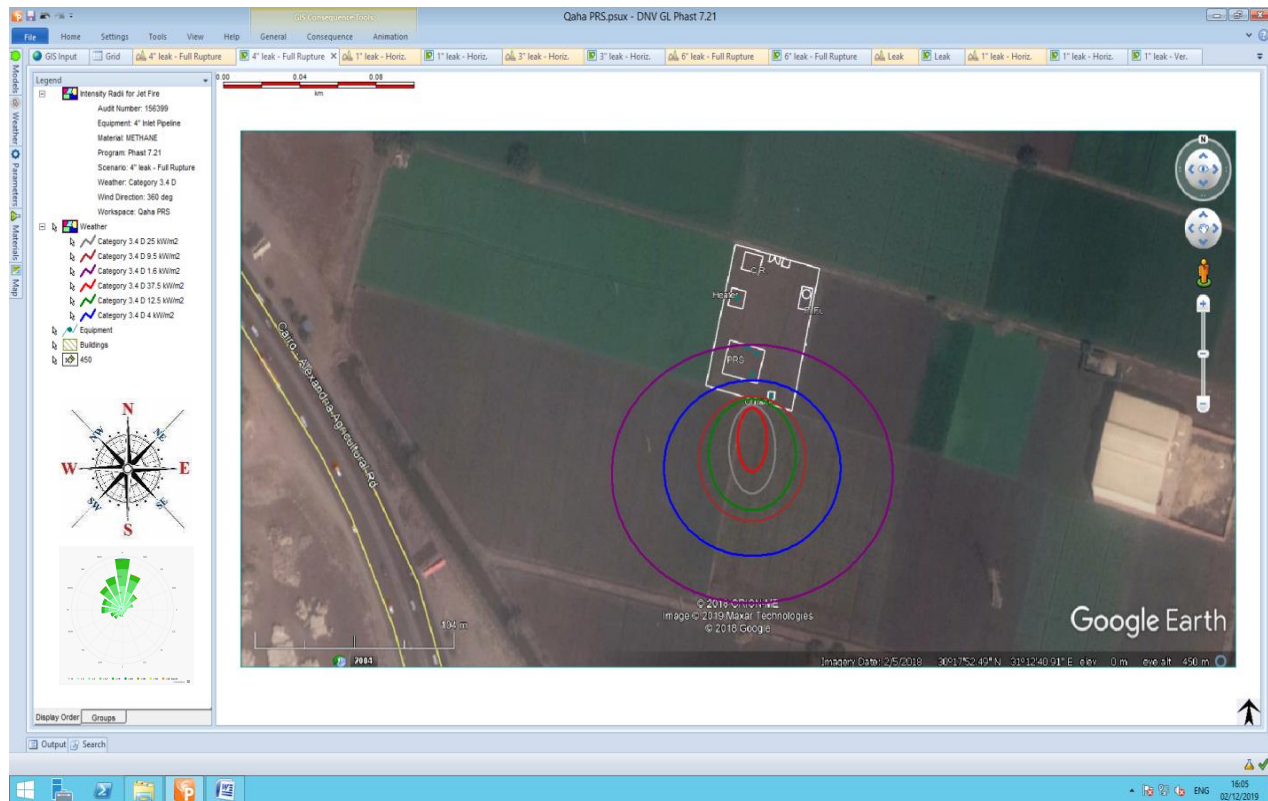 GIS Consequence Tools
Qaha PRS.psux - DNV GL Phast 7.21
File Home Settings Tools View Help General Consequence Animation
GIS Input Grid 4" leak - Full Rupture 4" leak - Full Rupture 1" leak - Horiz. 1" leak - Horiz. 3" leak - Horiz. 3" leak - Horiz. 6" leak - Full Rupture 6" leak - Full Rupture Leak Leak 1" leak - Horiz. 1" leak - Horiz. 1" leak - Ver.
Models
Weather
Parameters
Materials
Map
Legend
Intensity Radii for Jet Fire
Audit Number: 156399
Equipment: 4" Inlet Pipeline
Material: METHANE
Program: Phast 7.21
Scenario: 4" leak - Full Rupture
Weather: Category 3.4 D
Wind Direction: 360 deg
Workspace: Qaha PRS
Weather
Category 3.4 D 25 kW/m2
Category 3.4 D 9.5 kW/m2
Category 3.4 D 1.6 kW/m2
Category 3.4 D 37.5 kW/m2
Category 3.4 D 12.5 kW/m2
Category 3.4 D 4 kW/m2
Equipment
Buildings
450
N
NW NE
W E
SW SE
S
Display Order Groups
0.00 0.04 0.08
km
N
C.R
Heater
PRS
Cairo - Alexandria Agricultural Rd
© 2018 ORION-ME
Image © 2019 Maxar Technologies
© 2018 Google
Google Earth
104 m
2004
Imagery Date: 2/5/2018 30°17'52.49" N 31°12'40.91" E elev 0 m eye alt 450 m
Output Search
ENG
16:05
02/12/2019